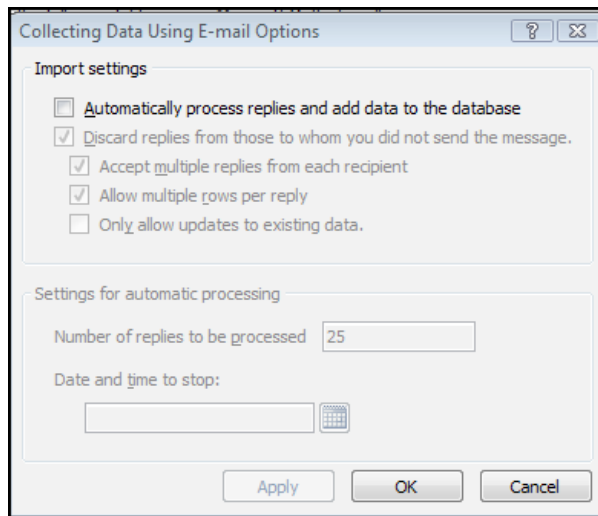 Collecting Data Using E-mail Options
Import settings
Automatically process replies and add data to the database
Discard replies from those to whom you did not send the message.
Accept multiple replies from each recipient
Allow multiple rows per reply
Only allow updates to existing data.
Settings for automatic processing
Number of replies to be processed 25
Date and time to stop:
Apply OK Cancel